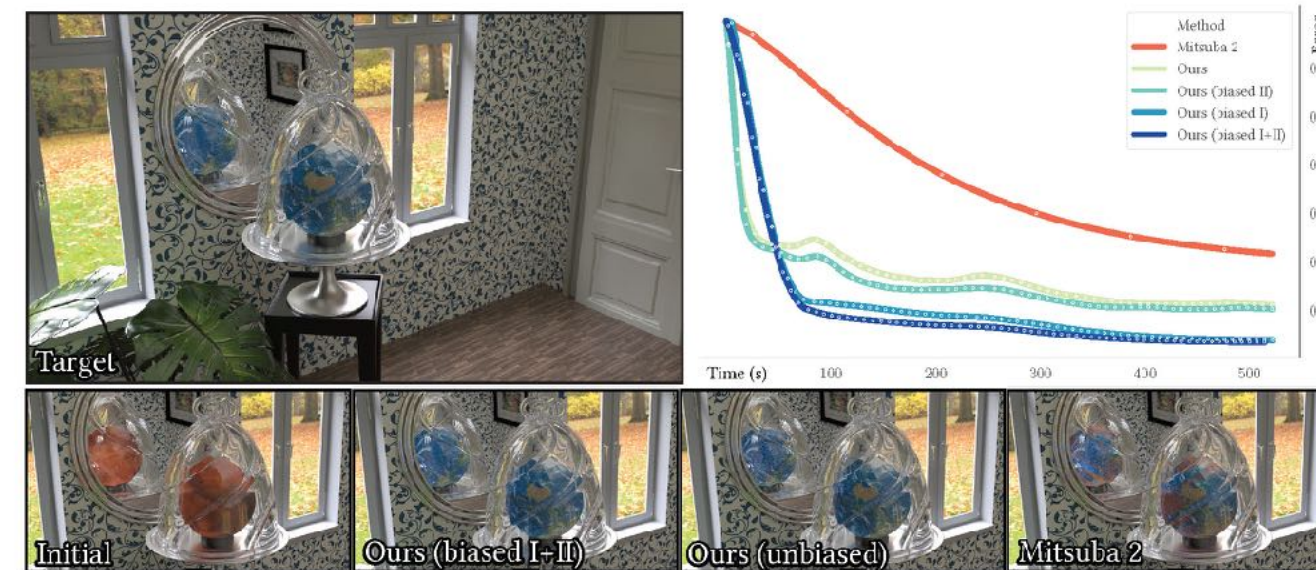 Method
Mitsuba 2
Ours
Ours (biased II)
Ours (biased I)
Ours (biased I+II)
Target
Time (s) 100 200 300 400 500
Initial
Ours (biased I+II)
Ours (unbiased)
Mitsuba 2